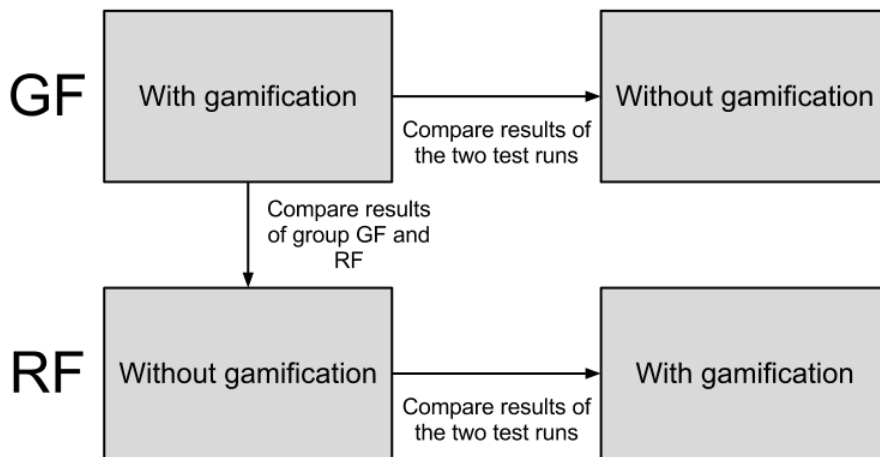 GF
With gamification
Without gamification
Compare results of
the two test runs
Compare results
of group GF and
RF
RF
Without gamification
With gamification
Compare results of
the two test runs